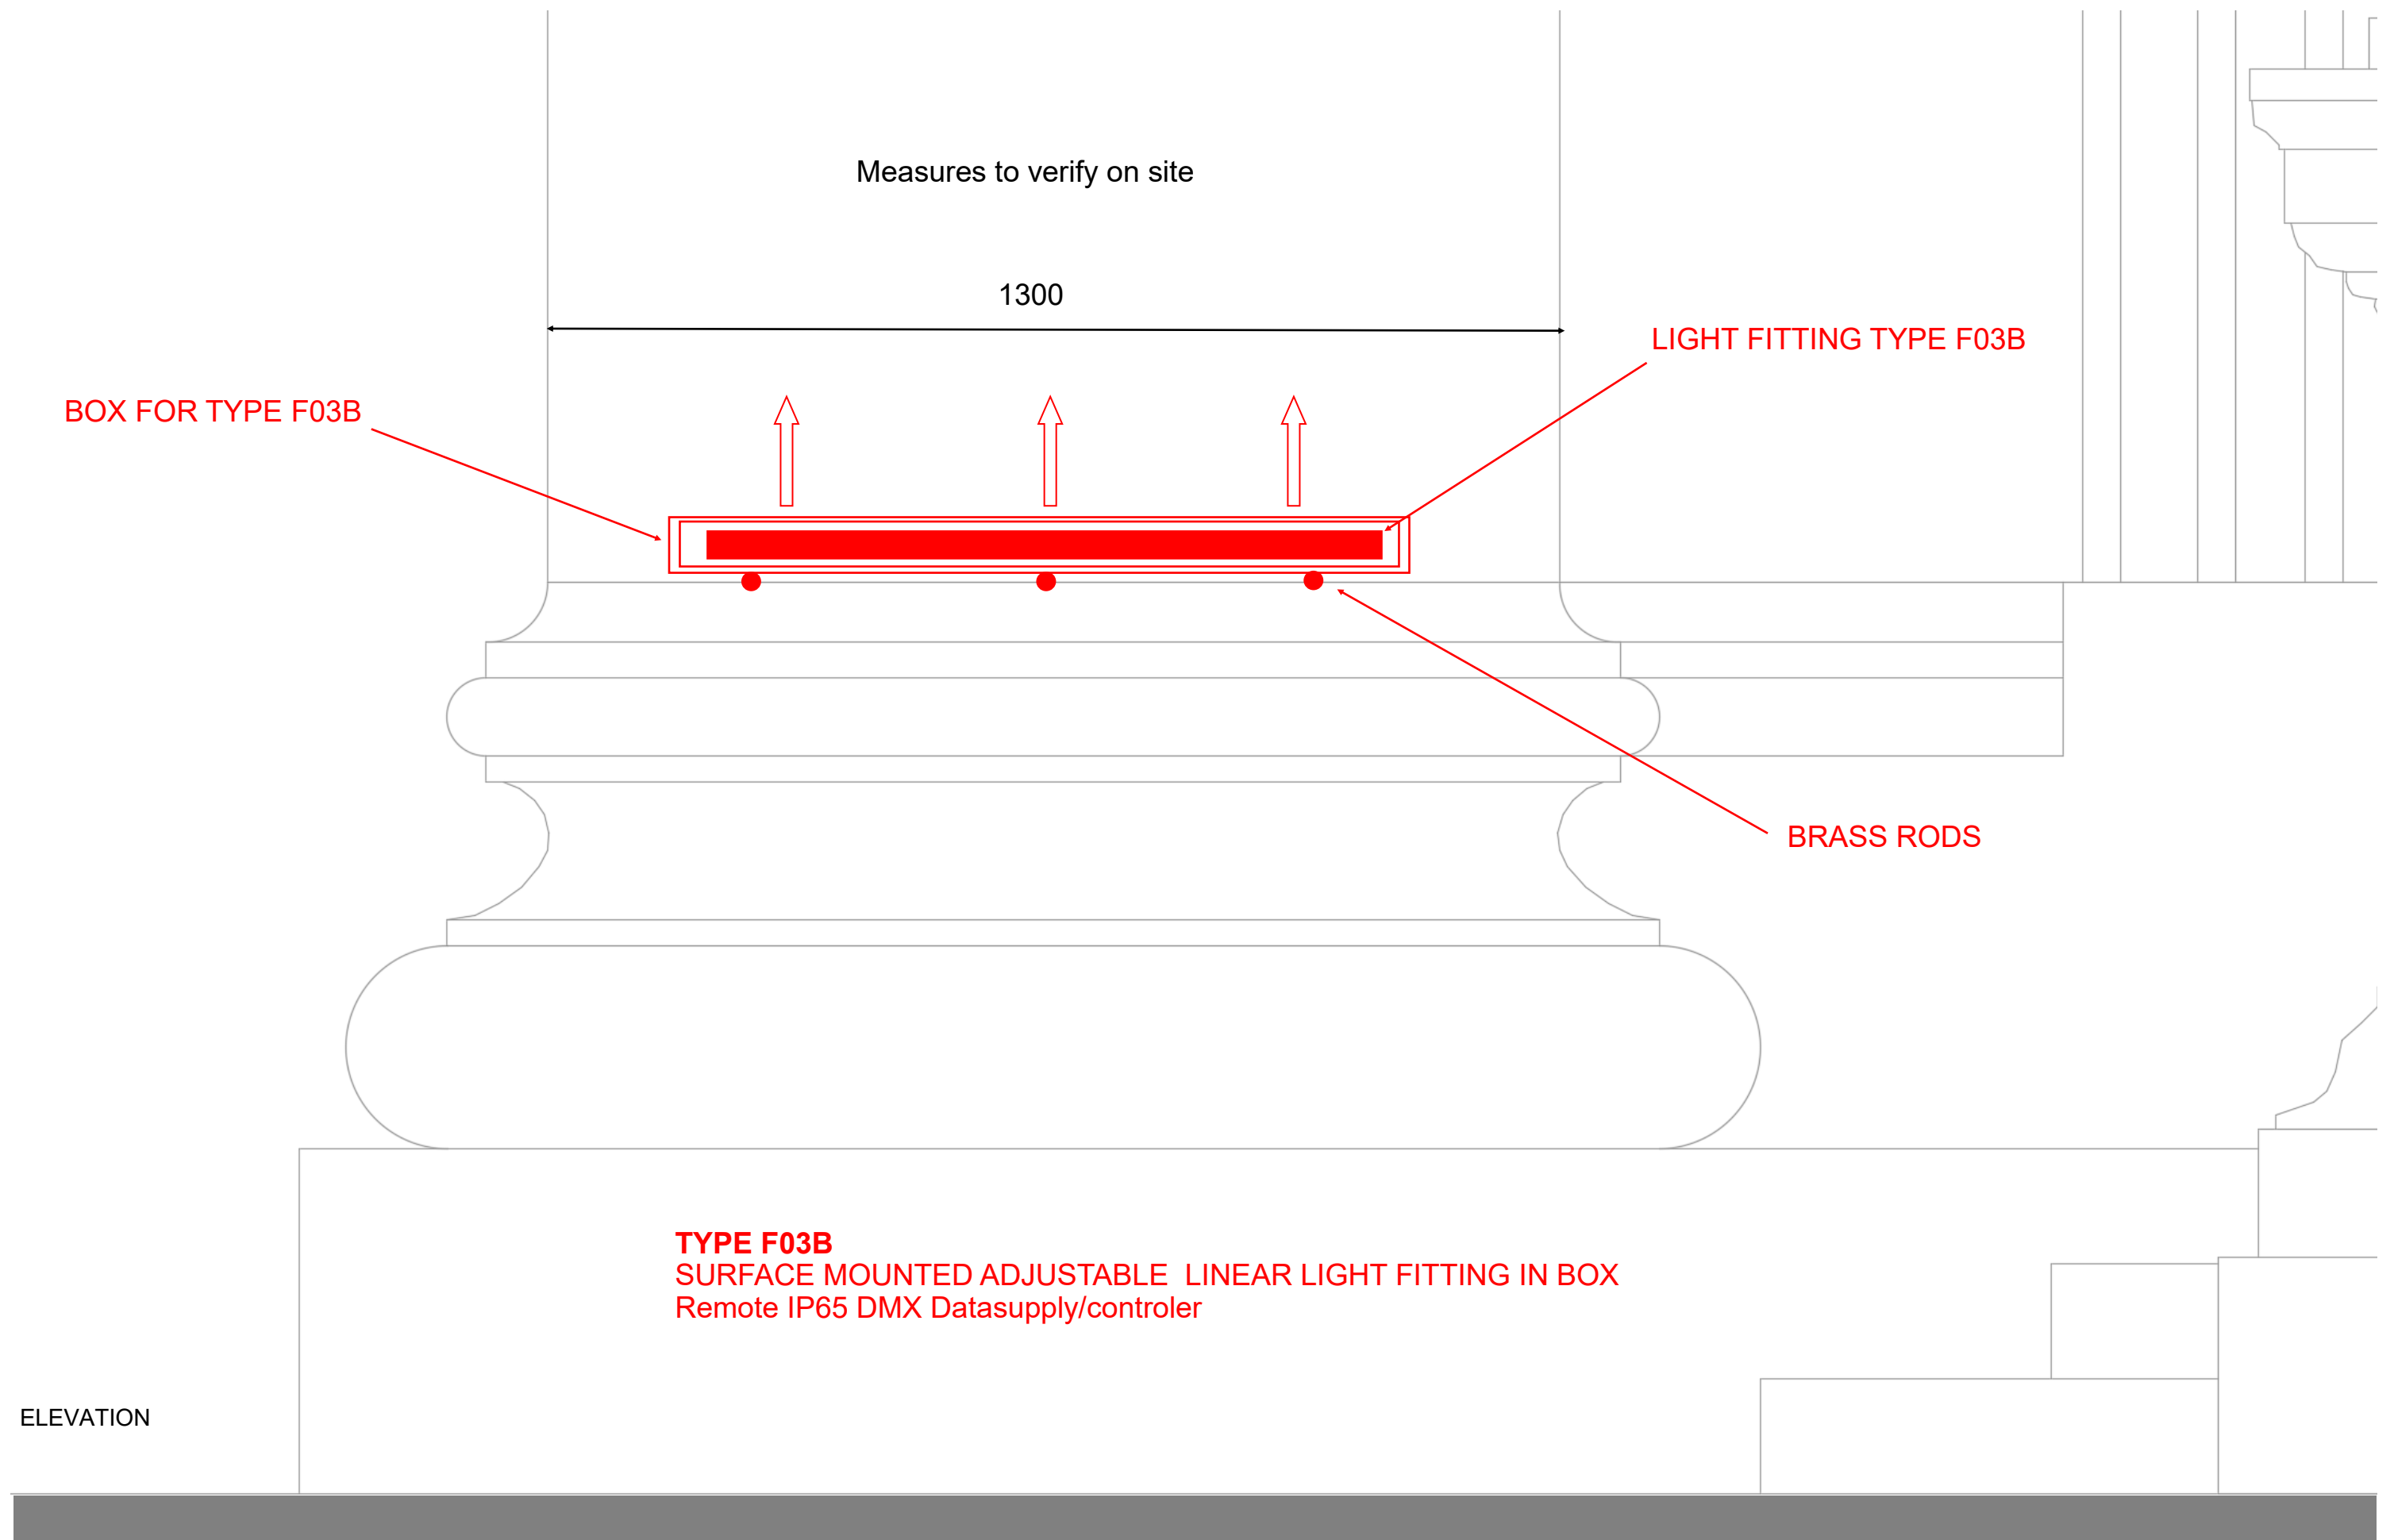 Measures to verify on site
1300
LIGHT FITTING TYPE F03B
BOX FOR TYPE F03B
BRASS RODS
TYPE F03B
SURFACE MOUNTED ADJUSTABLE  LINEAR LIGHT FITTING IN BOX
Remote IP65 DMX Datasupply/controler
ELEVATION